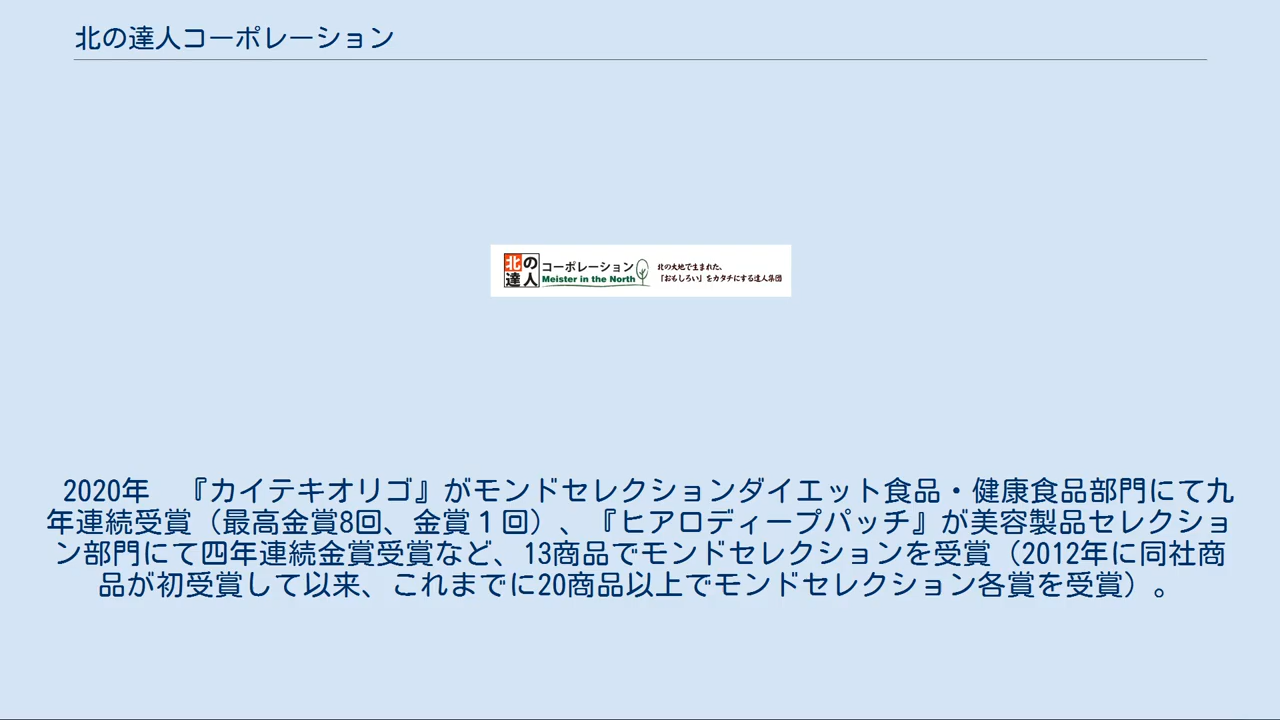 北の達人コーポレーション
北の達人
コーポレーション
Meister in the North
北の大地で生まれた、
「おもしろい」をカタチにする達人集団
2020年　『カイテキオリゴ』がモンドセレクションダイエット食品・健康食品部門にて九
年連続受賞（最高金賞8回、金賞１回）、『ヒアロディープパッチ』が美容製品セレクショ
ン部門にて四年連続金賞受賞など、13商品でモンドセレクションを受賞（2012年に同社商
品が初受賞して以来、これまでに20商品以上でモンドセレクション各賞を受賞）。